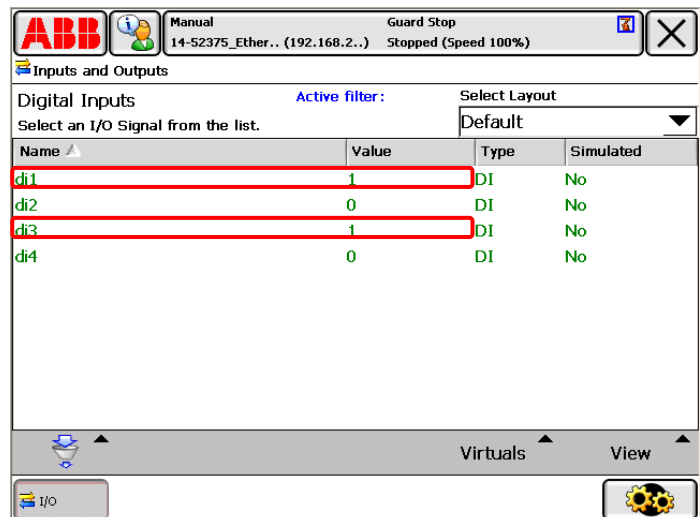 ABB
Manual
Guard Stop
14-52375_Ether.. (192.168.2..)
Stopped (Speed 100%)
Inputs and Outputs
Digital Inputs
Active filter:
Select Layout
Select an I/O Signal from the list.
Default
Name
Value
Type
Simulated
di1 1 DI No
di2 0 DI No
di3 1 DI No
di4 0 DI No
Virtuals
View
I/O